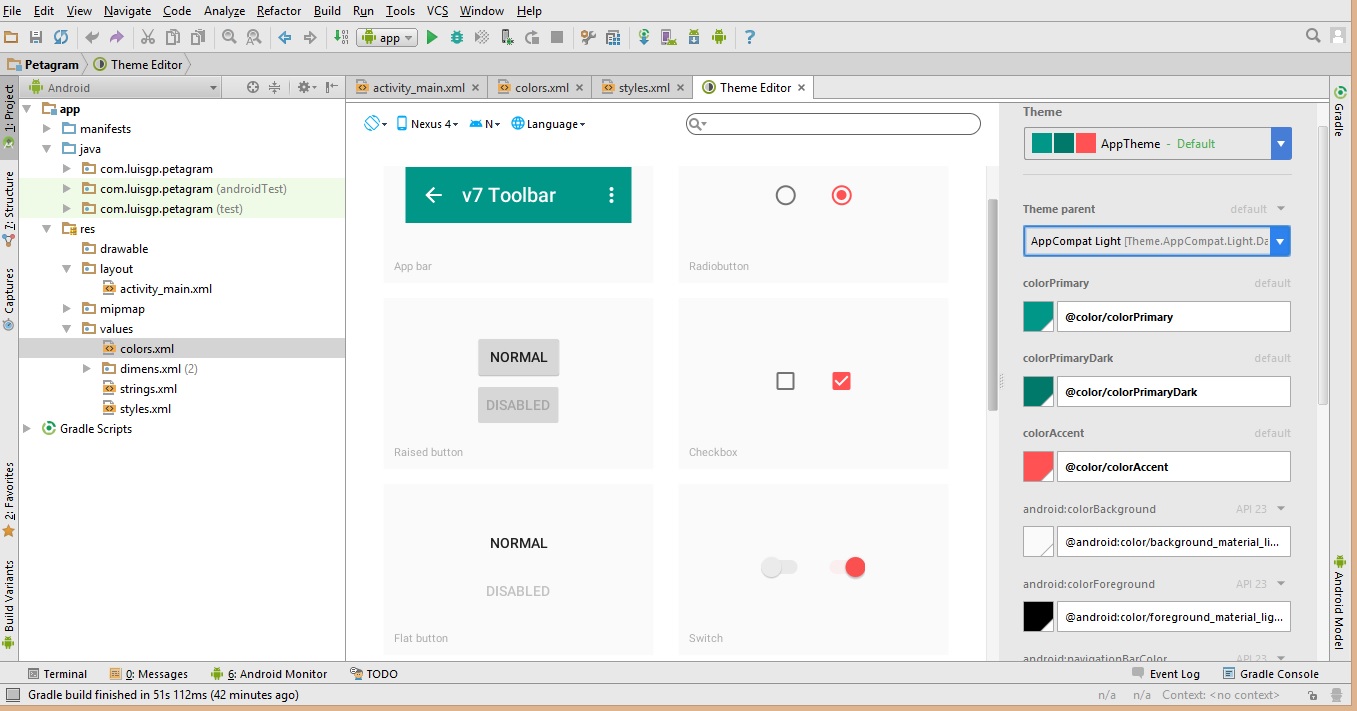 File Edit View Navigate Code Analyze Refactor Build Run Tools VCS Window Help
app
Petagram Theme Editor
1: Project
7: Structure
Captures
2: Favorites
Build Variants
Android
app
manifests
java
com.luisgp.petagram
com.luisgp.petagram (androidTest)
com.luisgp.petagram (test)
res
drawable
layout
activity_main.xml
mipmap
values
colors.xml
dimens.xml (2)
strings.xml
styles.xml
Gradle Scripts
activity_main.xml colors.xml styles.xml Theme Editor
Nexus 4 N Language
v7 Toolbar
App bar
Radiobutton
NORMAL
DISABLED
Raised button
Checkbox
NORMAL
DISABLED
Flat button
Switch
Theme
AppTheme - Default
Theme parent default
AppCompat Light [Theme.AppCompat.Light.Da
colorPrimary default
@color/colorPrimary
colorPrimaryDark default
@color/colorPrimaryDark
colorAccent default
@color/colorAccent
android:colorBackground API 23
@android:color/background_material_li...
android:colorForeground API 23
@android:color/foreground_material_lig...
android:navigationBarColor API 23
Gradle
Android Model
Terminal 0: Messages 6: Android Monitor TODO Event Log Gradle Console
Gradle build finished in 51s 112ms (42 minutes ago) n/a n/a Context: <no context>